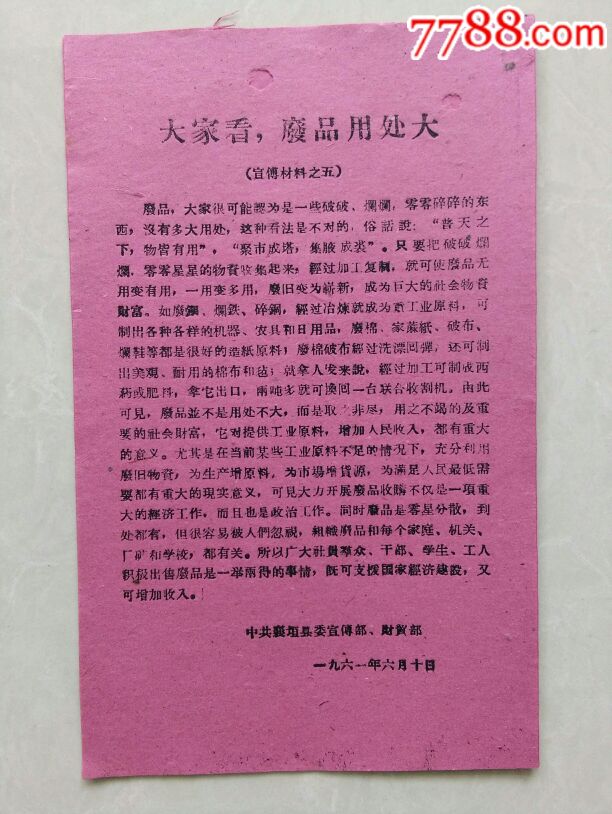 7788.com
大家看，廢品用处大
（宣傅材料之五）
廢品，大家很可能認为是一些破破、爛爛，零零碎碎的东
西，沒有多大用处，这种看法是不对的，俗話說：“普天之
下，物皆有用”，“聚市成塔，集腋成裘”。只要把破破爛
爛，零零星星的物資收集起来，經过加工复制，就可使廢品无
用变有用，一用变多用，廢旧变为嶄新，成为巨大的社会物資
財富。如廢鋼、爛鉄、碎銅，經过冶炼就成为重工业原料，可
制出各种各样的机器、农具和日用品，廢棉、家蔴紙、破布、
爛鞋等都是很好的造紙原料；廢棉破布經过洗漂回彈，还可制
出美覌、耐用的棉布和毡；就拿人发来說，經过加工可制成西
葯或肥料，拿它出口，兩吨多就可換回一台联合收割机。由此
可見，廢品並不是用处不大，而是取之非尽，用之不竭的及重
要的社会財富，它对提供工业原料，增加人民收入，都有重大
的意义。尤其是在当前某些工业原料不足的情况下，充分利用
廢旧物資，为生产增原料，为市場增貨源，为满足人民最低需
要都有重大的现实意义，可見大力开展廢品收購不仅是一項重
大的經济工作，而且也是政治工作。同时廢品是零星分散，到
处都有，但很容易被人們忽視，組織廢品和每个家庭、机关、
厂矿和学校，都有关。所以广大社員羣众、干部、学生、工人
积极出售廢品是一举兩得的事情，旣可支援国家經济建設，又
可增加收入。
中共襄垣县委宣傅部、財貿部
一九六一年六月十日